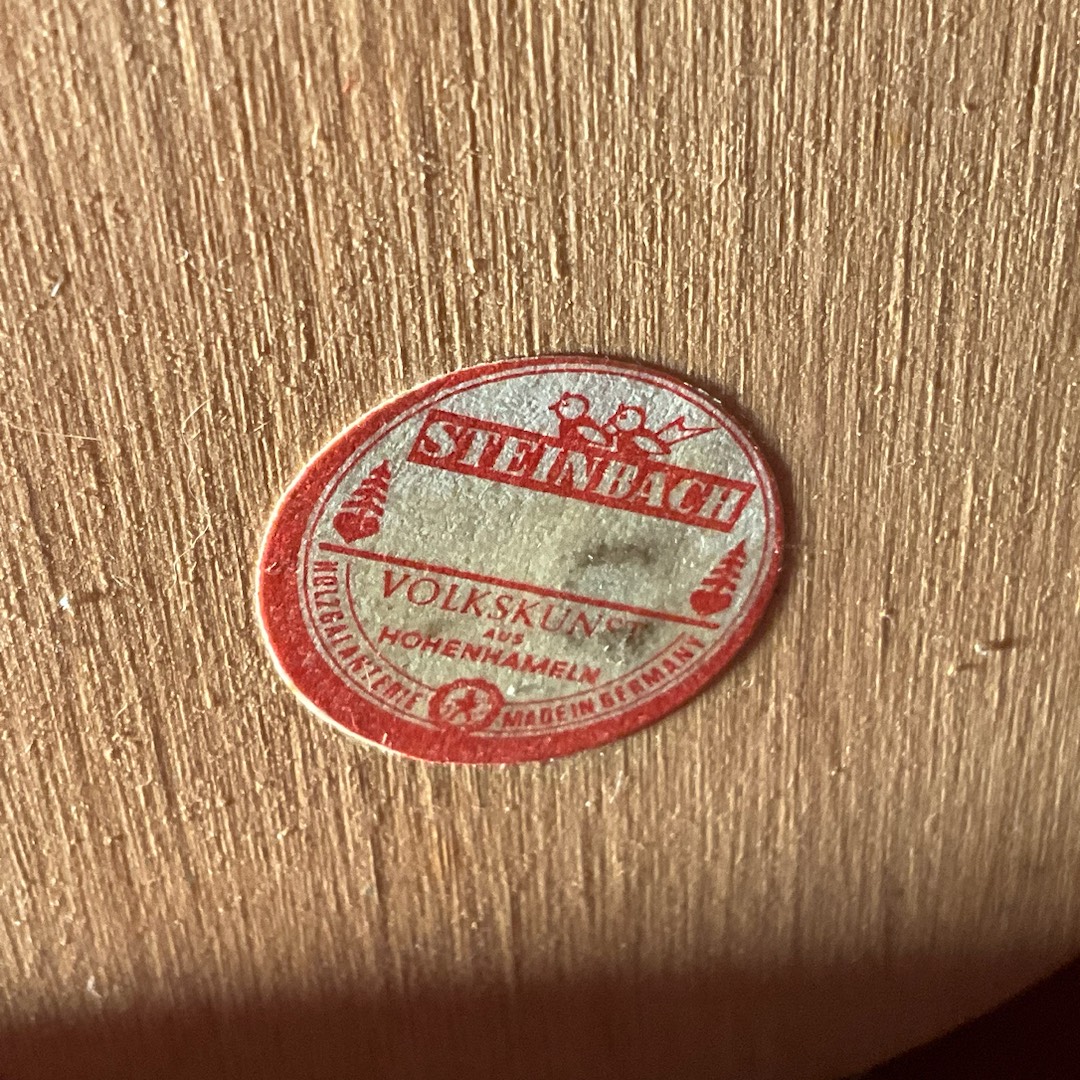 STEINBACH
VOLKSKUNST
AUS
HOHENHAMELN
HOLZGALANTERIE
MADE IN GERMANY